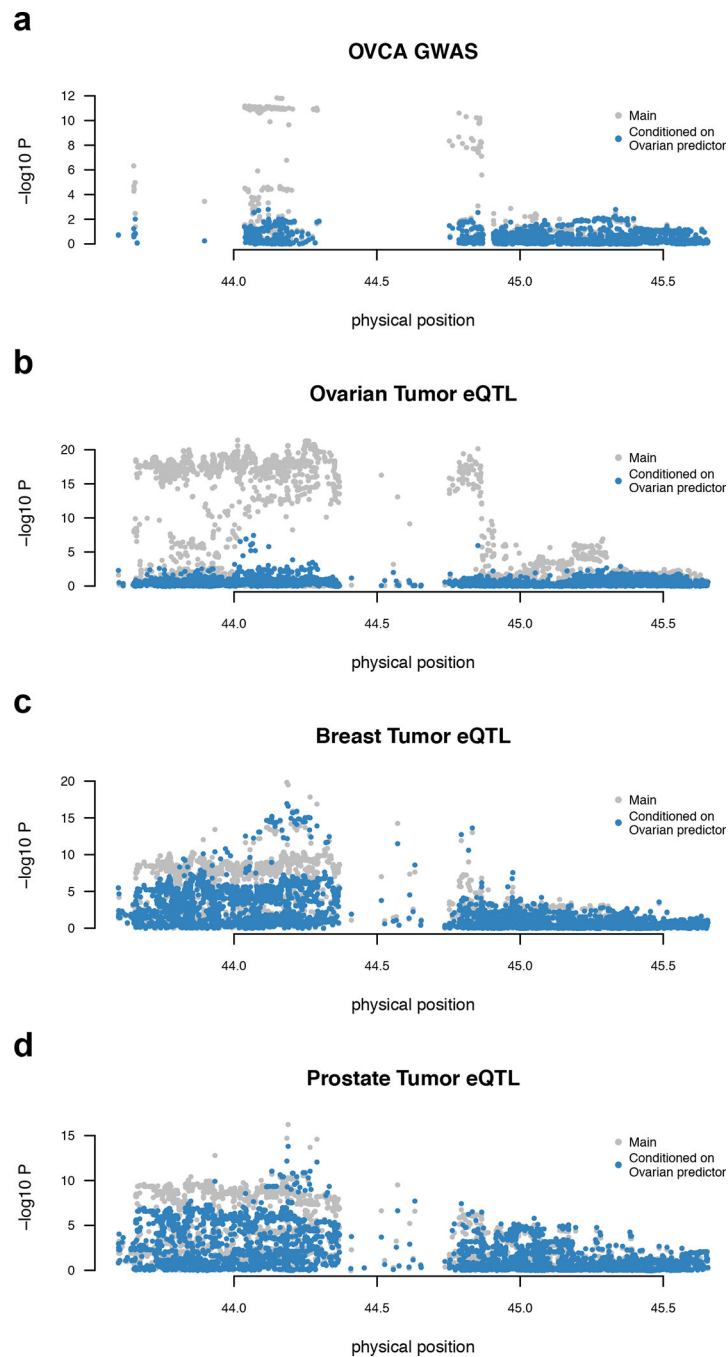 a
OVCA GWAS
12
10
8
6
4
2
0
−log10 P
Main
Conditioned on
Ovarian predictor
44.0 44.5 45.0 45.5
physical position
b
Ovarian Tumor eQTL
20
15
10
5
0
−log10 P
Main
Conditioned on
Ovarian predictor
44.0 44.5 45.0 45.5
physical position
c
Breast Tumor eQTL
20
15
10
5
0
−log10 P
Main
Conditioned on
Ovarian predictor
44.0 44.5 45.0 45.5
physical position
d
Prostate Tumor eQTL
15
10
5
0
−log10 P
Main
Conditioned on
Ovarian predictor
44.0 44.5 45.0 45.5
physical position